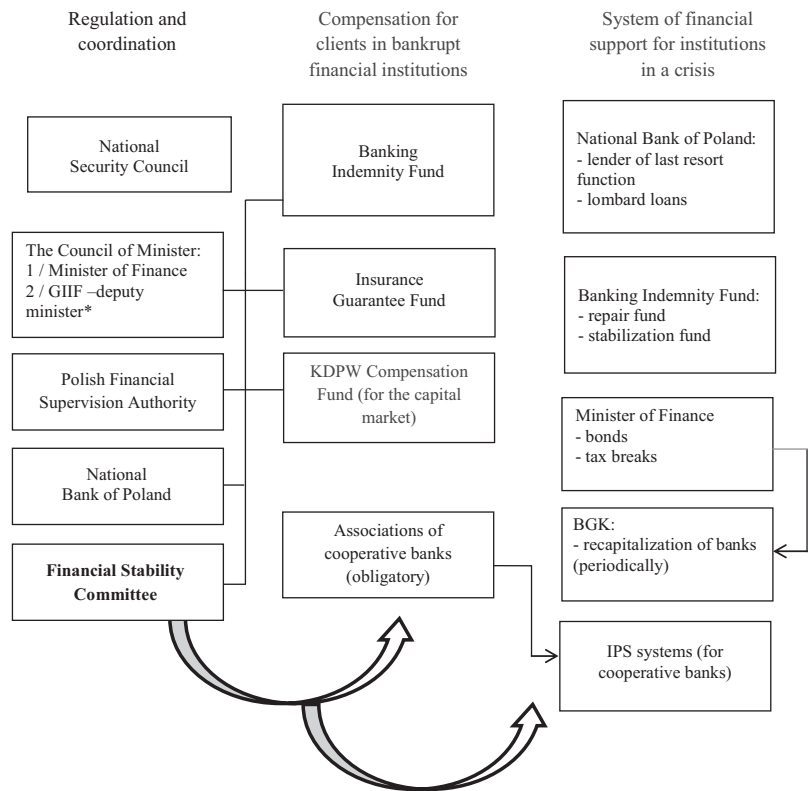 Regulation and
coordination
Compensation for
clients in bankrupt
financial institutions
System of financial
support for institutions
in a crisis
National
Security Council
The Council of Minister:
1 / Minister of Finance
2 / GIIF –deputy
minister*
Polish Financial
Supervision Authority
National
Bank of Poland
Financial Stability
Committee
Banking
Indemnity Fund
Insurance
Guarantee Fund
KDPW Compensation
Fund (for the capital
market)
Associations of
cooperative banks
(obligatory)
National Bank of Poland:
- lender of last resort
function
- lombard loans
Banking Indemnity Fund:
- repair fund
- stabilization fund
Minister of Finance
- bonds
- tax breaks
BGK:
- recapitalization of banks
(periodically)
IPS systems (for
cooperative banks)